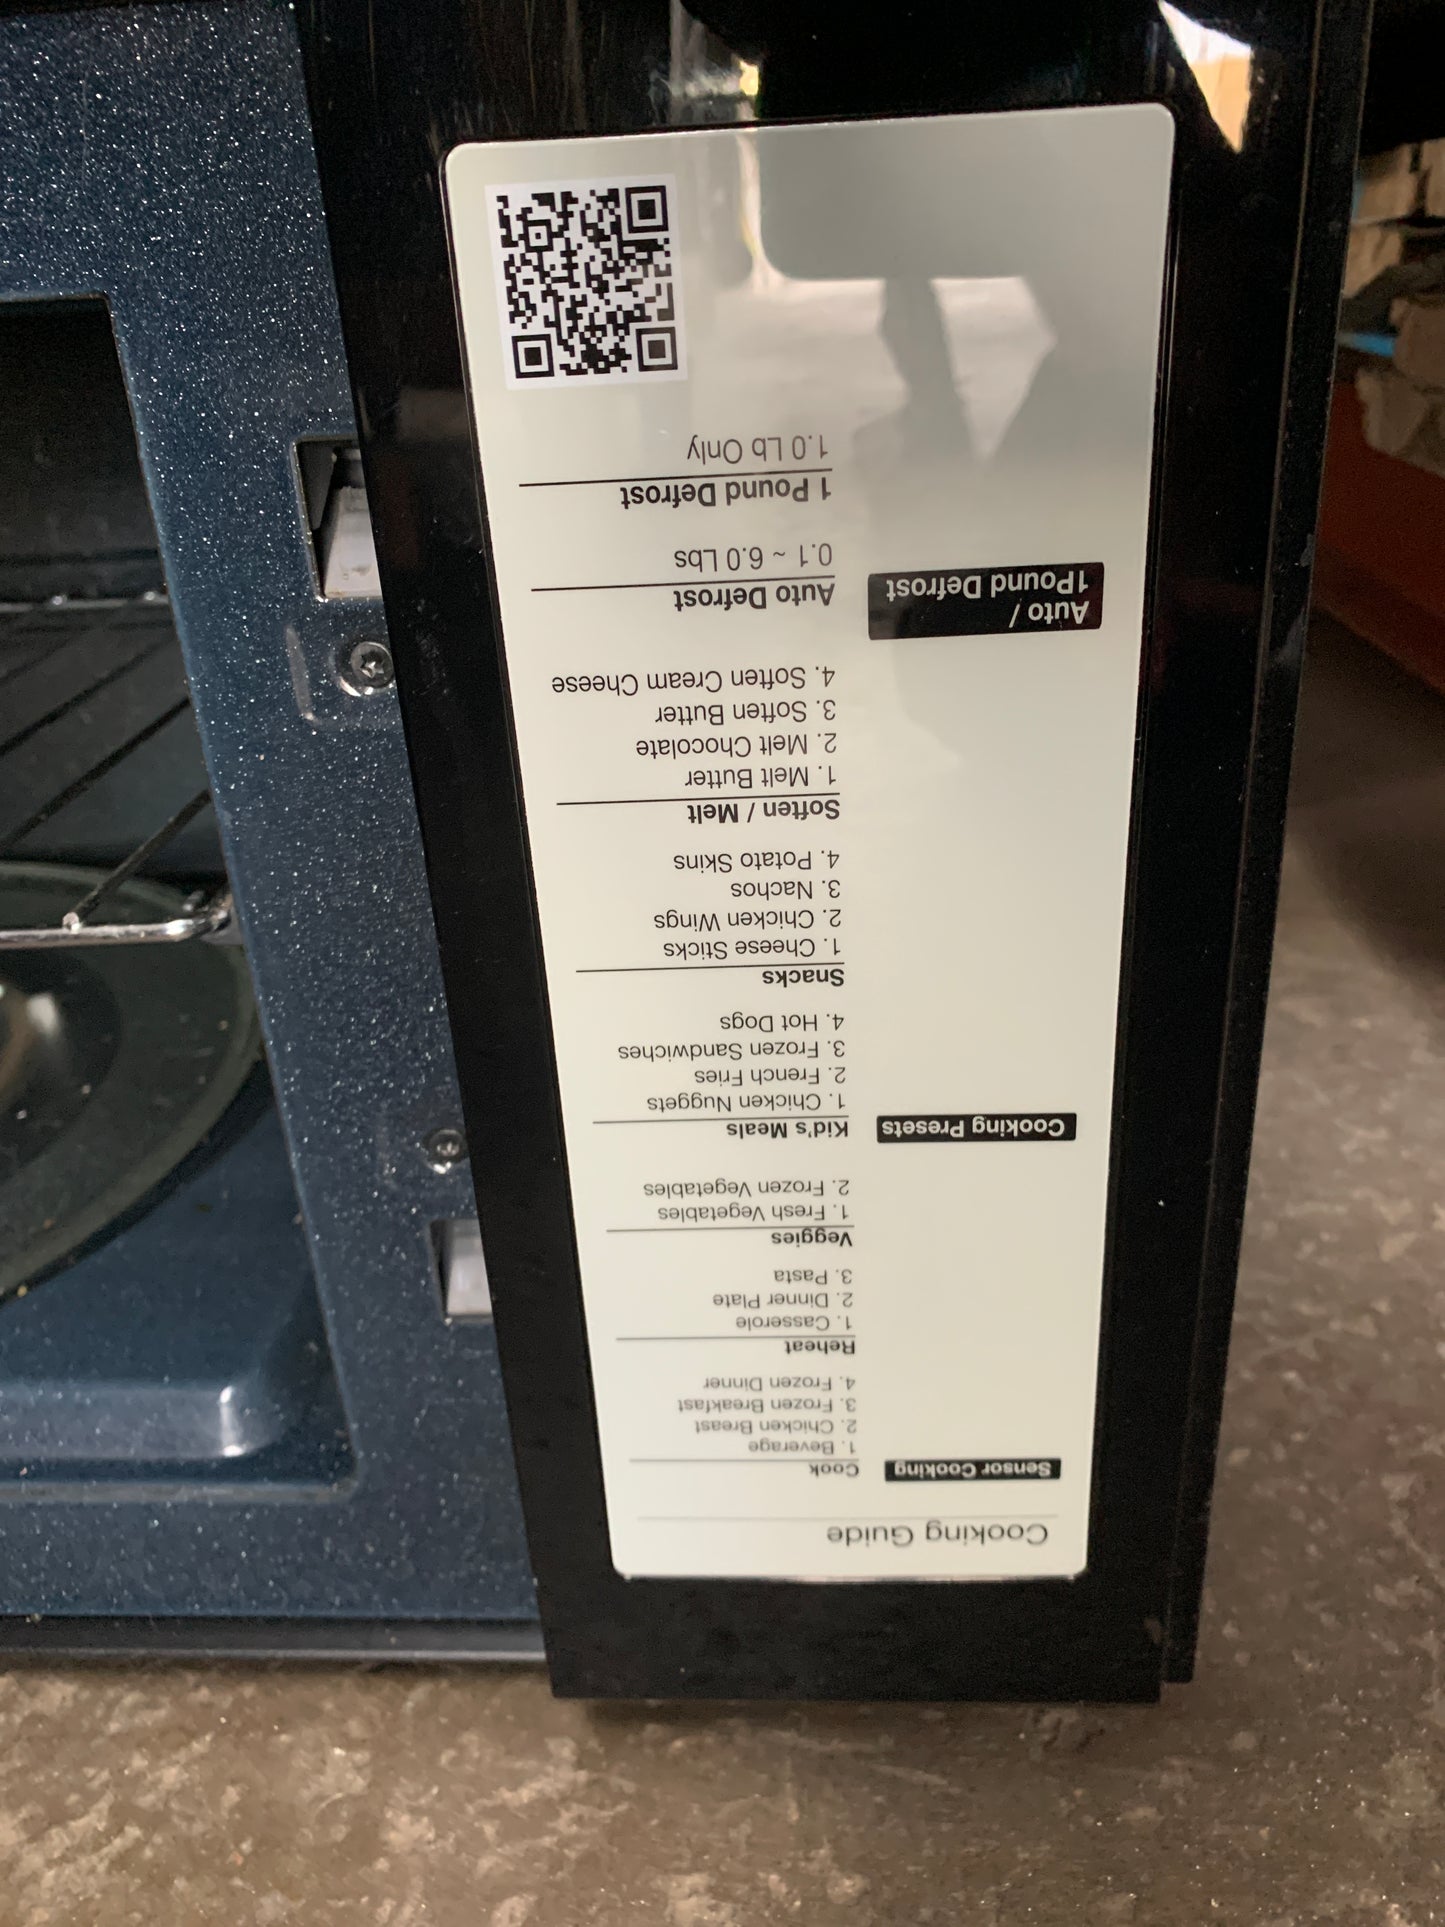 Cooking Guide
Sensor Cooking
Cook
1. Beverage
2. Chicken Breast
3. Frozen Breakfast
4. Frozen Dinner
Reheat
1. Casserole
2. Dinner Plate
3. Pasta
Veggies
1. Fresh Vegetables
2. Frozen Vegetables
Cooking Presets
Kid's Meals
1. Chicken Nuggets
2. French Fries
3. Frozen Sandwiches
4. Hot Dogs
Snacks
1. Cheese Sticks
2. Chicken Wings
3. Nachos
4. Potato Skins
Soften / Melt
1. Melt Butter
2. Melt Chocolate
3. Soften Butter
4. Soften Cream Cheese
Auto /
1Pound Defrost
Auto Defrost
0.1 ~ 6.0 Lbs
1 Pound Defrost
1.0 Lb Only